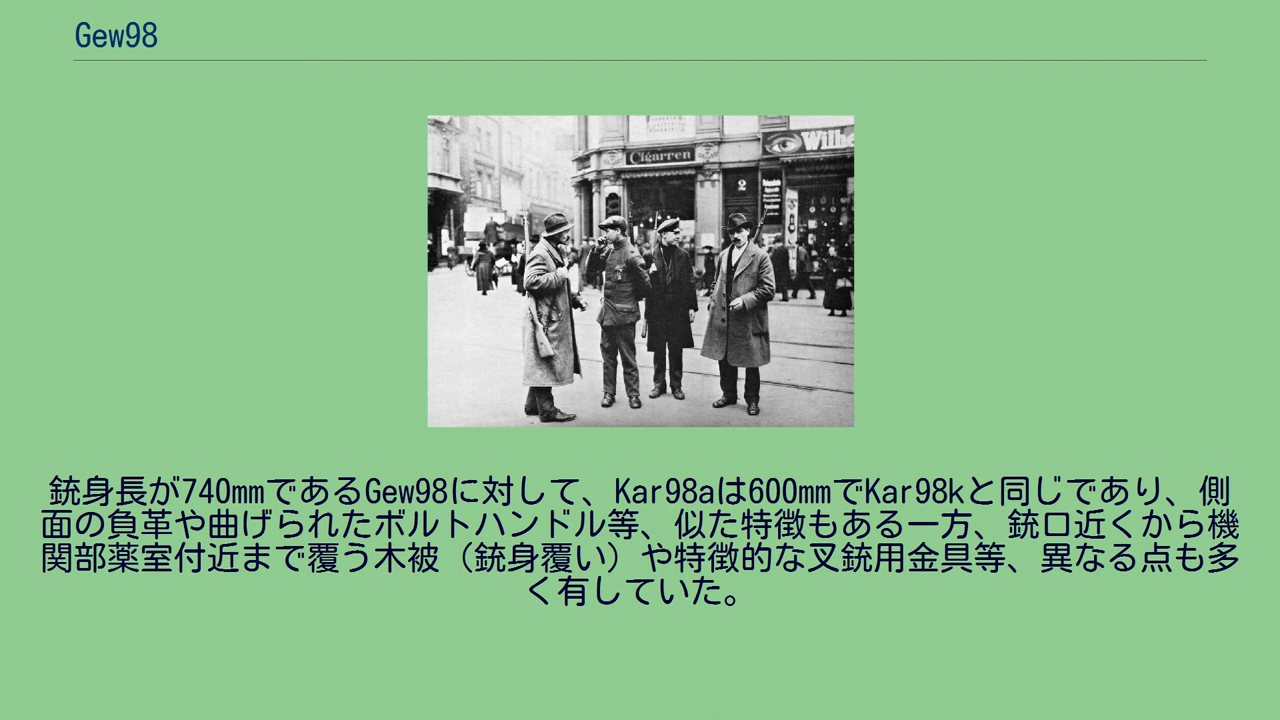 Gew98
Cigarren
Wilhe
2
銃身長が740mmであるGew98に対して、Kar98aは600mmでKar98kと同じであり、側
面の負革や曲げられたボルトハンドル等、似た特徴もある一方、銃口近くから機
関部薬室付近まで覆う木被（銃身覆い）や特徴的な叉銃用金具等、異なる点も多
く有していた。